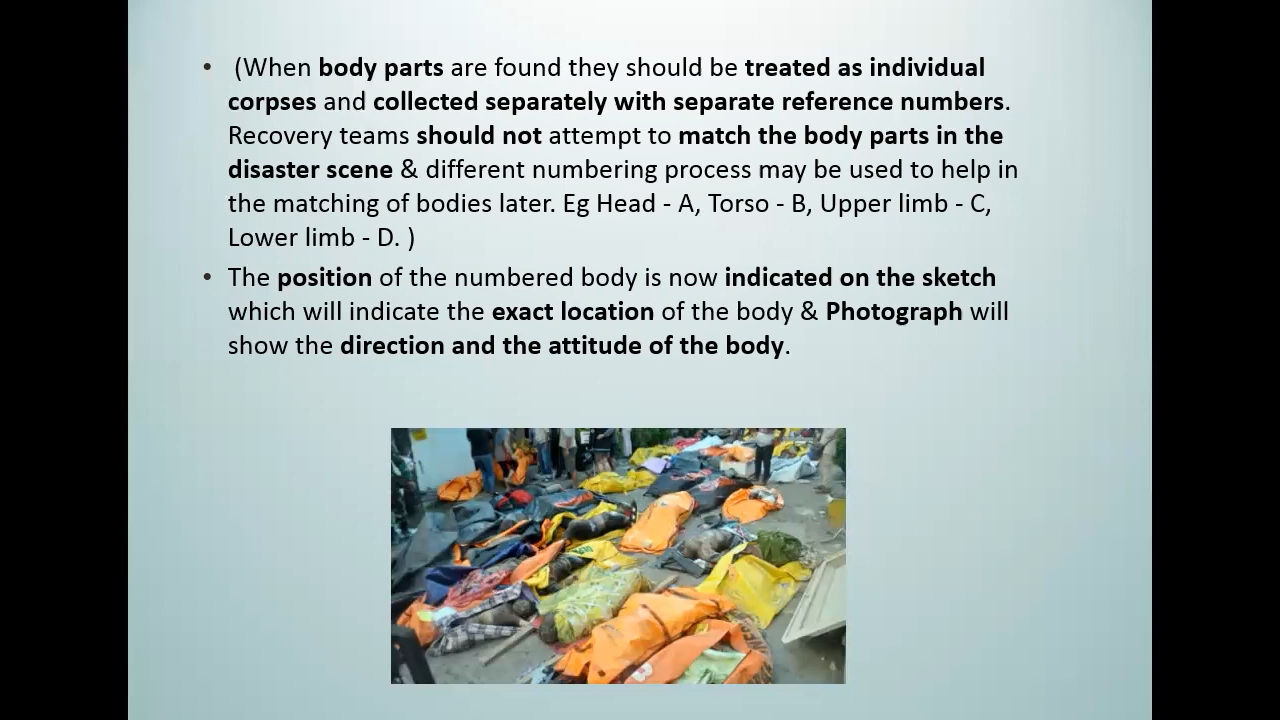 • (When body parts are found they should be treated as individual
corpses and collected separately with separate reference numbers.
Recovery teams should not attempt to match the body parts in the
disaster scene & different numbering process may be used to help in
the matching of bodies later. Eg Head - A, Torso - B, Upper limb - C,
Lower limb - D. )
• The position of the numbered body is now indicated on the sketch
which will indicate the exact location of the body & Photograph will
show the direction and the attitude of the body.